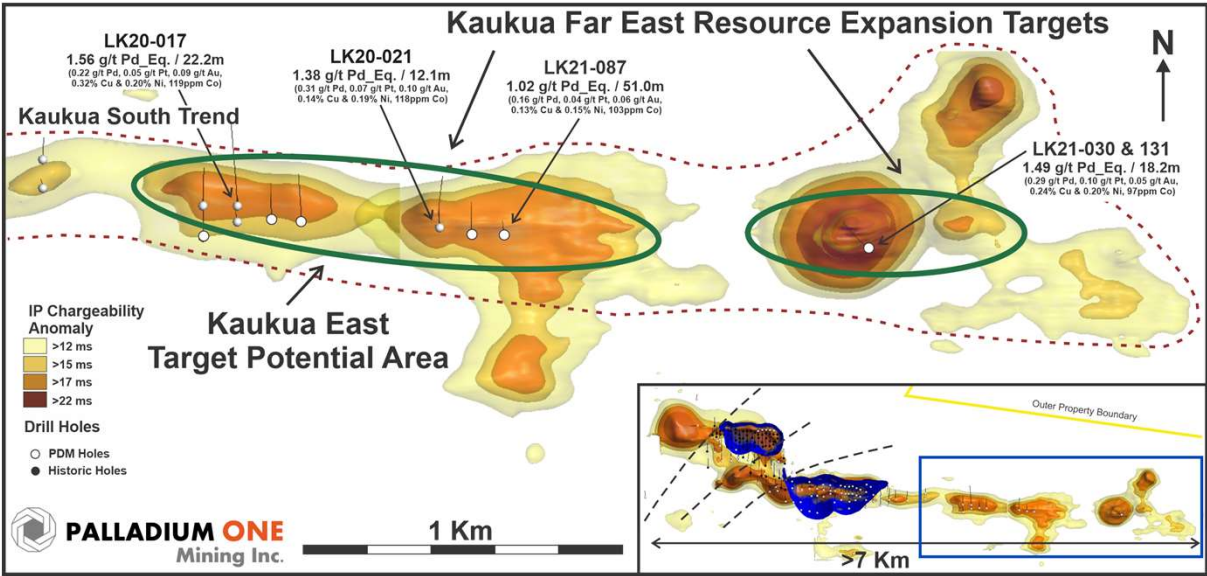 Kaukua Far East Resource Expansion Targets
N
LK20-017
1.56 g/t Pd_Eq. / 22.2m
(0.22 g/t Pd, 0.05 g/t Pt, 0.09 g/t Au,
0.32% Cu & 0.20% Ni, 119ppm Co)
LK20-021
1.38 g/t Pd_Eq. / 12.1m
(0.31 g/t Pd, 0.07 g/t Pt, 0.10 g/t Au,
0.14% Cu & 0.19% Ni, 118ppm Co)
LK21-087
1.02 g/t Pd_Eq. / 51.0m
(0.16 g/t Pd, 0.04 g/t Pt, 0.06 g/t Au,
0.13% Cu & 0.15% Ni, 103ppm Co)
Kaukua South Trend
LK21-030 & 131
1.49 g/t Pd_Eq. / 18.2m
(0.29 g/t Pd, 0.10 g/t Pt, 0.05 g/t Au,
0.24% Cu & 0.20% Ni, 97ppm Co)
Kaukua East
Target Potential Area
IP Chargeability
Anomaly
>12 ms
>15 ms
>17 ms
>22 ms
Drill Holes
PDM Holes
Historic Holes
PALLADIUM ONE
Mining Inc.
1 Km
Outer Property Boundary
>7 Km